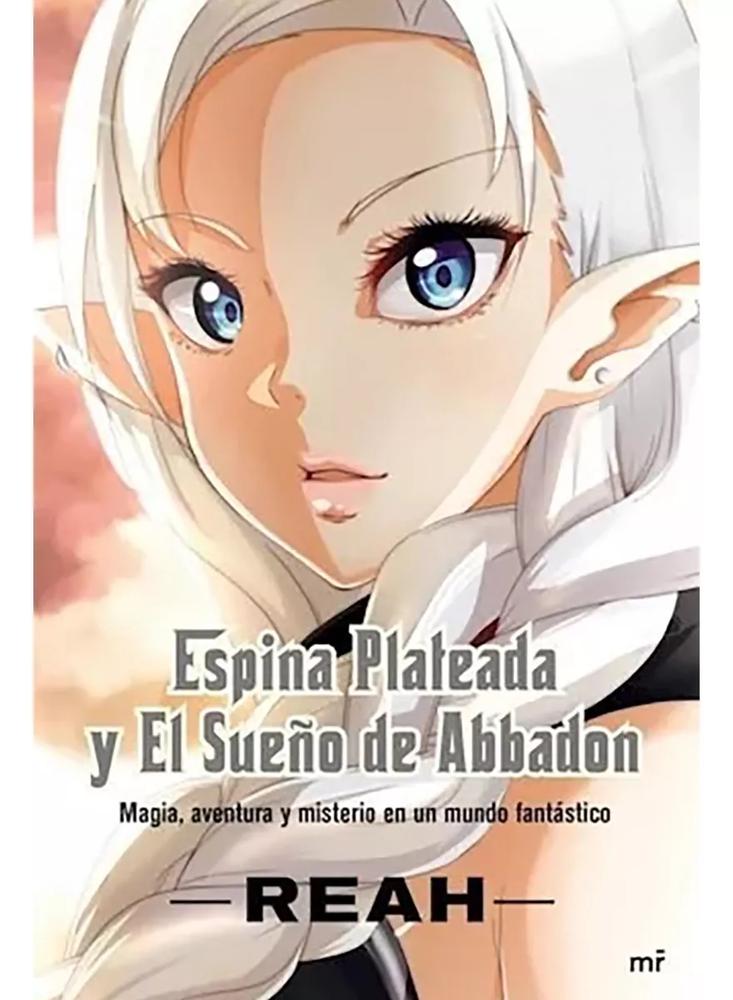 Espina Plateada
y El Sueño de Abbadon
Magia, aventura y misterio en un mundo fantástico
REAH
mr